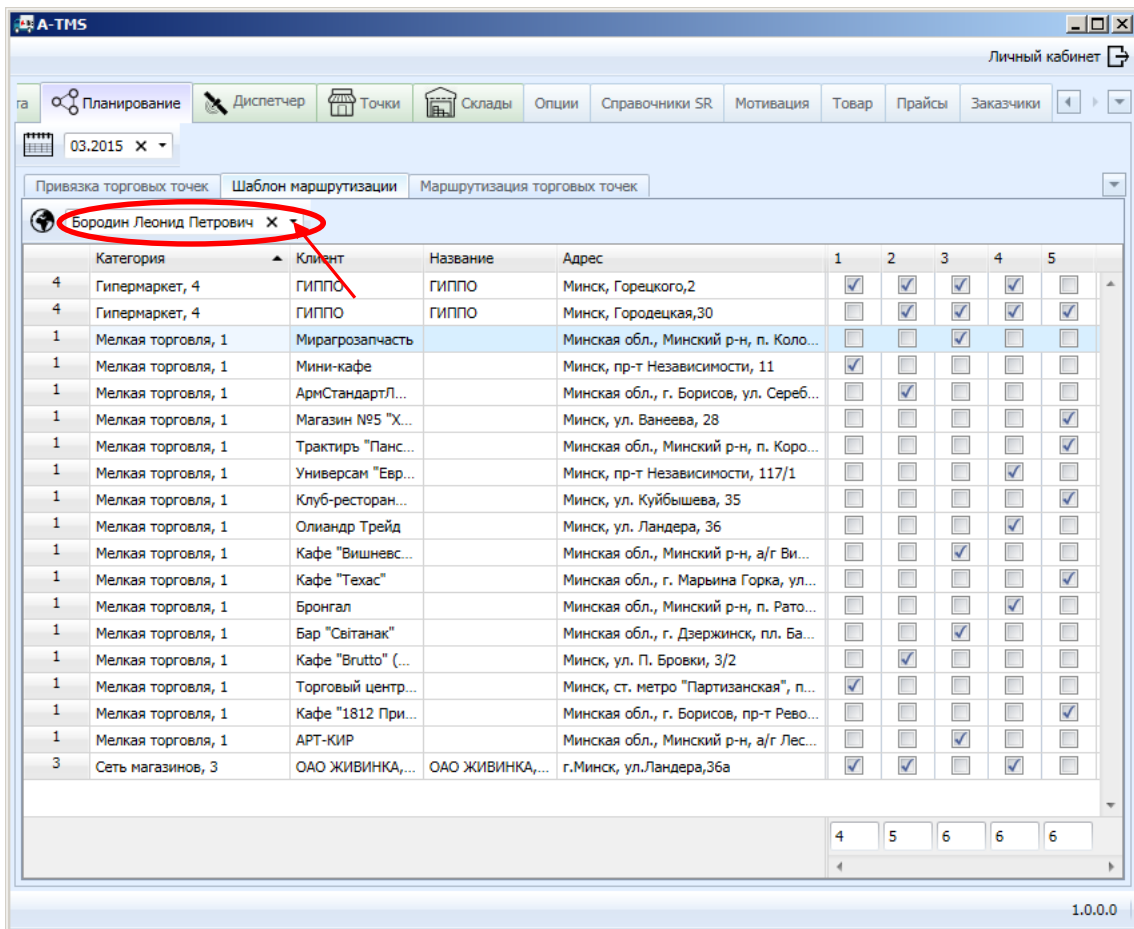 A-TMS
Личный кабинет
та Планирование Диспетчер Точки Склады Опции Справочники SR Мотивация Товар Прайсы Заказчики
03.2015
Привязка торговых точек Шаблон маршрутизации Маршрутизация торговых точек
Бородин Леонид Петрович
Категория Клиент Название Адрес 1 2 3 4 5
4 Гипермаркет, 4 ГИППО ГИППО Минск, Горецкого,2
4 Гипермаркет, 4 ГИППО ГИППО Минск, Городецкая,30
1 Мелкая торговля, 1 Мирагрозапчасть Минская обл., Минский р-н, п. Коло...
1 Мелкая торговля, 1 Мини-кафе Минск, пр-т Независимости, 11
1 Мелкая торговля, 1 АрмСтандартЛ... Минская обл., г. Борисов, ул. Сереб...
1 Мелкая торговля, 1 Магазин №5 "Х... Минск, ул. Ванеева, 28
1 Мелкая торговля, 1 Трактиръ "Панс... Минская обл., Минский р-н, п. Коро...
1 Мелкая торговля, 1 Универсам "Евр... Минск, пр-т Независимости, 117/1
1 Мелкая торговля, 1 Клуб-ресторан... Минск, ул. Куйбышева, 35
1 Мелкая торговля, 1 Олиандр Трейд Минск, ул. Ландера, 36
1 Мелкая торговля, 1 Кафе "Вишневс... Минская обл., Минский р-н, а/г Ви...
1 Мелкая торговля, 1 Кафе "Техас" Минская обл., г. Марьина Горка, ул...
1 Мелкая торговля, 1 Бронгал Минская обл., Минский р-н, п. Рато...
1 Мелкая торговля, 1 Бар "Світанак" Минская обл., г. Дзержинск, пл. Ба...
1 Мелкая торговля, 1 Кафе "Brutto" (... Минск, ул. П. Бровки, 3/2
1 Мелкая торговля, 1 Торговый центр... Минск, ст. метро "Партизанская", п...
1 Мелкая торговля, 1 Кафе "1812 При... Минская обл., г. Борисов, пр-т Рево...
1 Мелкая торговля, 1 АРТ-КИР Минская обл., Минский р-н, а/г Лес...
3 Сеть магазинов, 3 ОАО ЖИВИНКА,... ОАО ЖИВИНКА,... г.Минск, ул.Ландера,36а
4 5 6 6 6
1.0.0.0